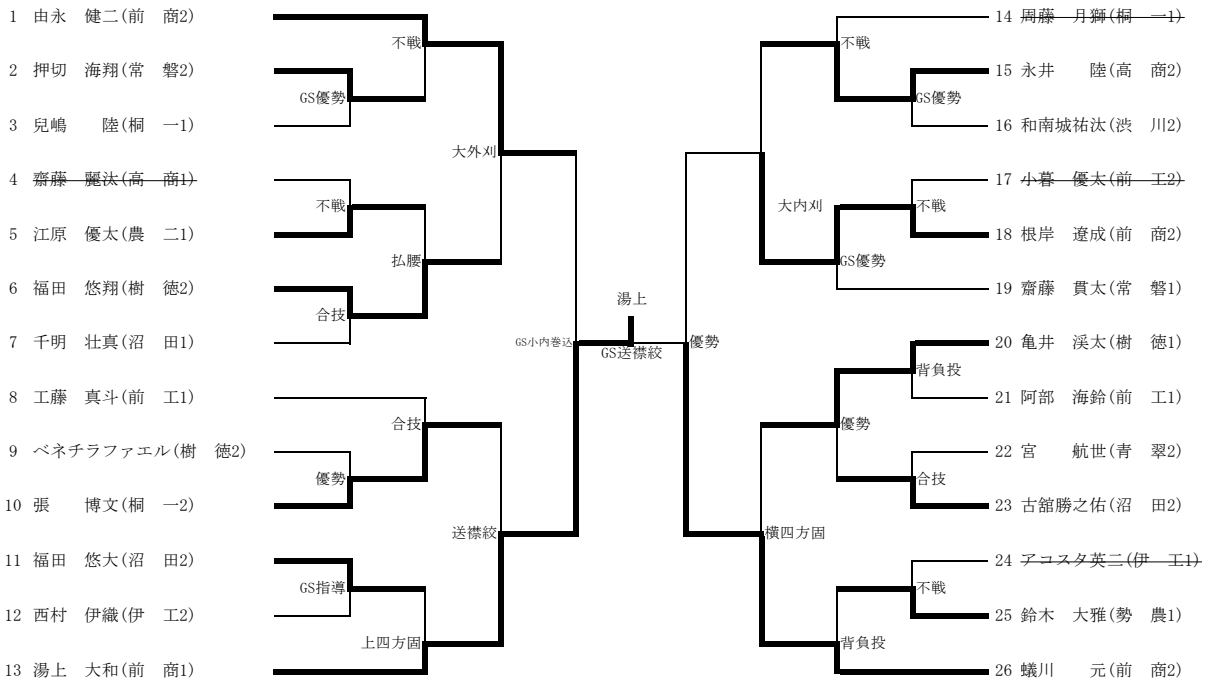 1 由永　健二(前　商2)
不戦
2 押切　海翔(常　磐2)
GS優勢
3 兒嶋　　陸(桐　一1)
大外刈
4 齋藤　麗汰(高　商1)
不戦
5 江原　優太(農　二1)
払腰
6 福田　悠翔(樹　徳2)
合技
7 千明　壮真(沼　田1)
GS小内巻込
8 工藤　真斗(前　工1)
合技
9 ベネチラファエル(樹　徳2)
優勢
10 張　　博文(桐　一2)
送襟絞
11 福田　悠大(沼　田2)
GS指導
12 西村　伊織(伊　工2)
上四方固
13 湯上　大和(前　商1)
湯上
GS送襟絞
14 周藤　月獅(桐　一1)
不戦
15 永井　　陸(高　商2)
GS優勢
16 和南城祐汰(渋　川2)
大内刈
17 小暮　優太(前　工2)
不戦
18 根岸　遼成(前　商2)
GS優勢
19 齋藤　貫太(常　磐1)
優勢
20 亀井　渓太(樹　徳1)
背負投
21 阿部　海鈴(前　工1)
優勢
22 宮　　航世(青　翠2)
合技
23 古舘勝之佑(沼　田2)
横四方固
24 アコスタ英二(伊　工1)
不戦
25 鈴木　大雅(勢　農1)
背負投
26 蟻川　　元(前　商2)